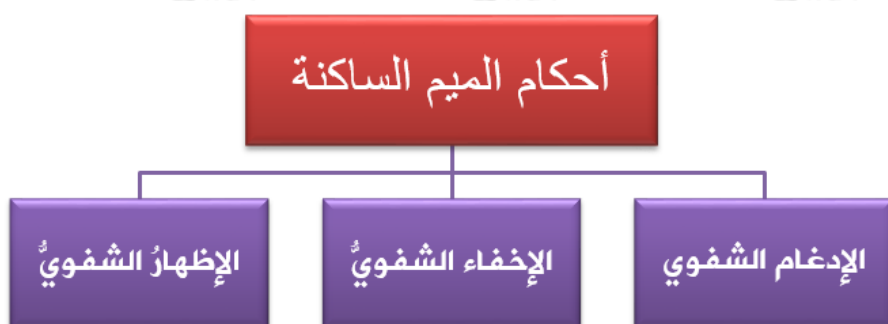 أحكام الميم الساكنة
الإدغام الشفوي
الإخفاء الشفويُّ
الإظهارُ الشفويُّ